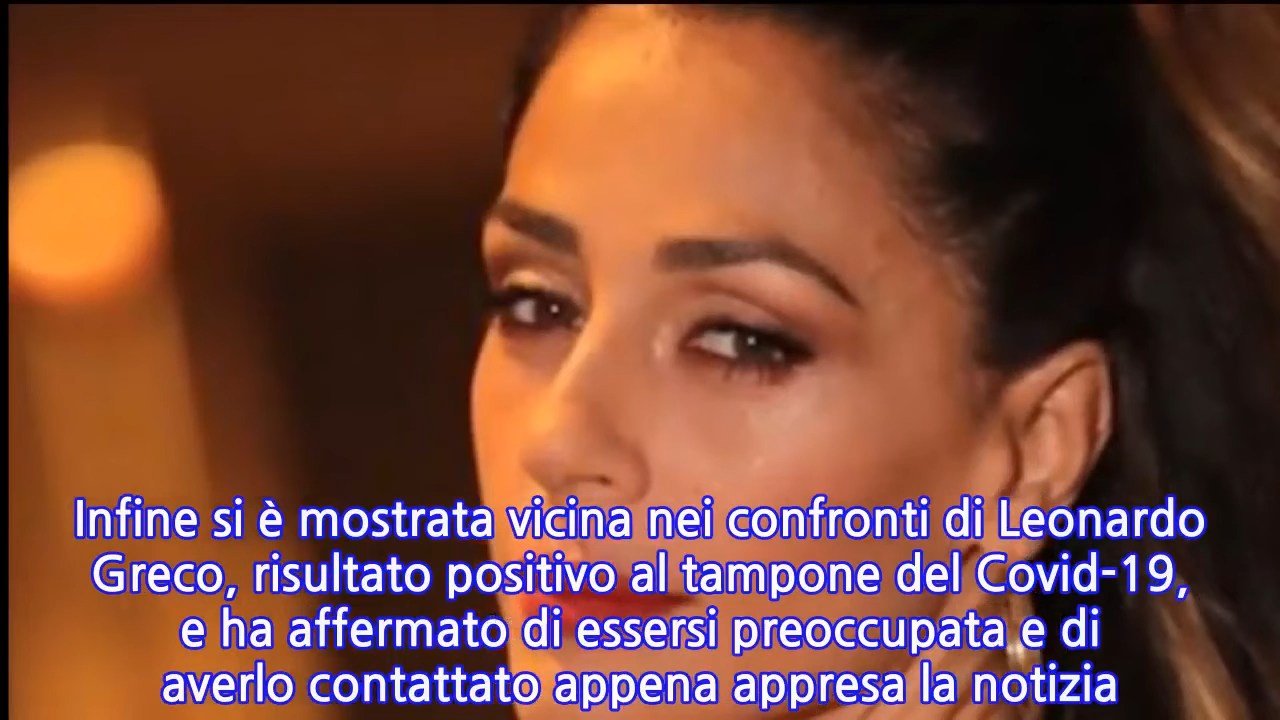 Infine si è mostrata vicina nei confronti di Leonardo
Greco, risultato positivo al tampone del Covid-19,
e ha affermato di essersi preoccupata e di
averlo contattato appena appresa la notizia